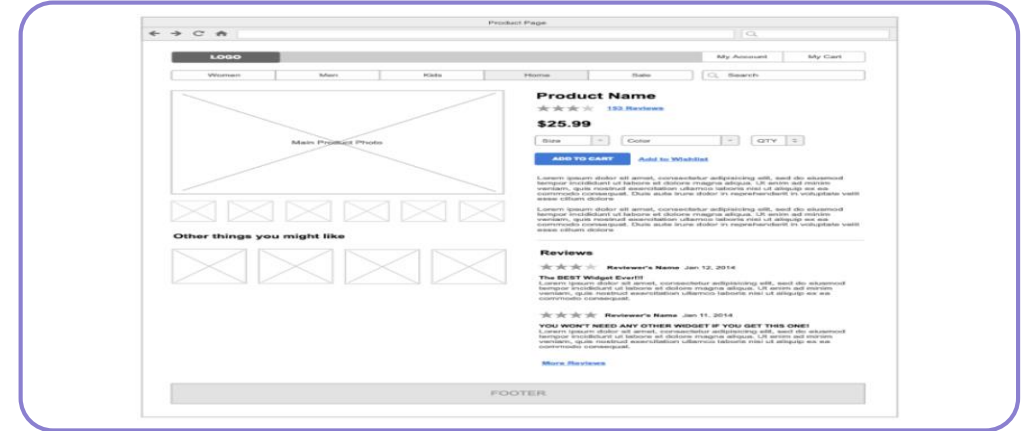 Product Page
LOGO
My Account
My Cart
Women
Men
Kids
Home
Sale
Search
Main Product Photo
Other things you might like
Product Name
193 Reviews
$25.99
Size
Color
QTY
ADD TO CART
Add to Wishlist
Lorem ipsum dolor sit amet, consectetur adipisicing elit, sed do eiusmod
tempor incididunt ut labore et dolore magna aliqua. Ut enim ad minim
veniam, quis nostrud exercitation ullamco laboris nisi ut aliquip ex ea
commodo consequat. Duis aute irure dolor in reprehenderit in voluptate velit
esse cillum dolore
Lorem ipsum dolor sit amet, consectetur adipisicing elit, sed do eiusmod
tempor incididunt ut labore et dolore magna aliqua. Ut enim ad minim
veniam, quis nostrud exercitation ullamco laboris nisi ut aliquip ex ea
commodo consequat. Duis aute irure dolor in reprehenderit in voluptate velit
esse cillum dolore
Reviews
Reviewer's Name Jan 12, 2014
The BEST Widget Ever!!!
Lorem ipsum dolor sit amet, consectetur adipisicing elit, sed do eiusmod
tempor incididunt ut labore et dolore magna aliqua. Ut enim ad minim
veniam, quis nostrud exercitation ullamco laboris nisi ut aliquip ex ea
commodo consequat.
Reviewer's Name Jan 11, 2014
YOU WON'T NEED ANY OTHER WIDGET IF YOU GET THIS ONE!
Lorem ipsum dolor sit amet, consectetur adipisicing elit, sed do eiusmod
tempor incididunt ut labore et dolore magna aliqua. Ut enim ad minim
veniam, quis nostrud exercitation ullamco laboris nisi ut aliquip ex ea
commodo consequat.
More Reviews
FOOTER